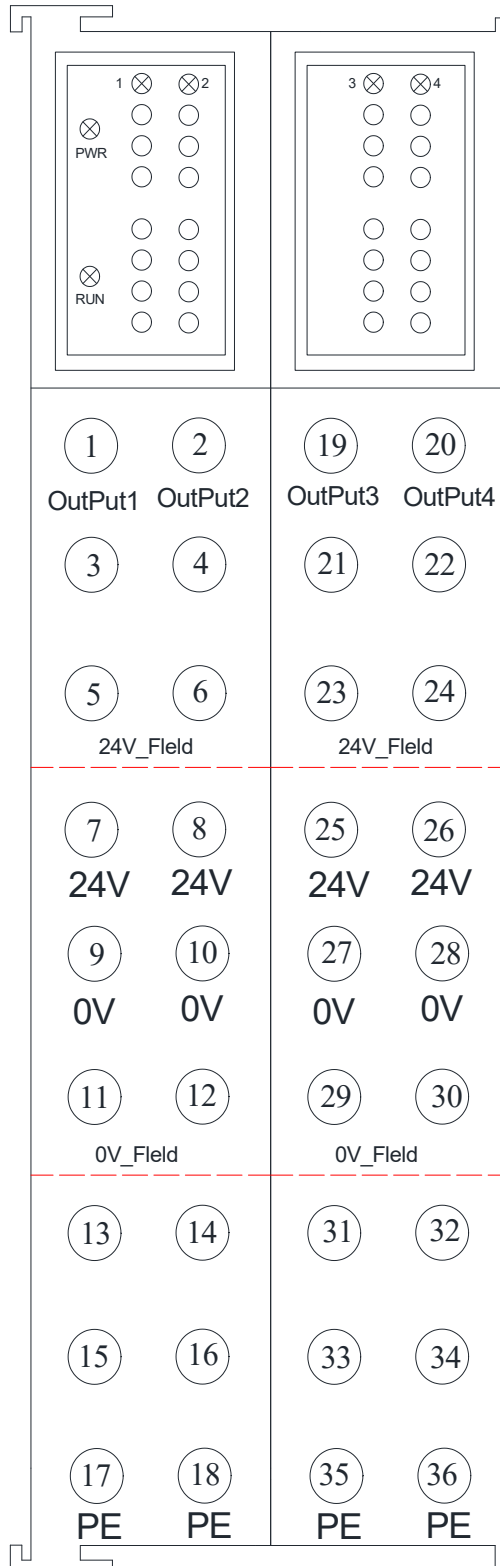 1 2 3 4
PWR
RUN
1 2 19 20
OutPut1 OutPut2 OutPut3 OutPut4
3 4 21 22
5 6 23 24
24V_Fleld 24V_Fleld
7 8 25 26
24V 24V 24V 24V
9 10 27 28
0V 0V 0V 0V
11 12 29 30
0V_Fleld 0V_Fleld
13 14 31 32
15 16 33 34
17 18 35 36
PE PE PE PE